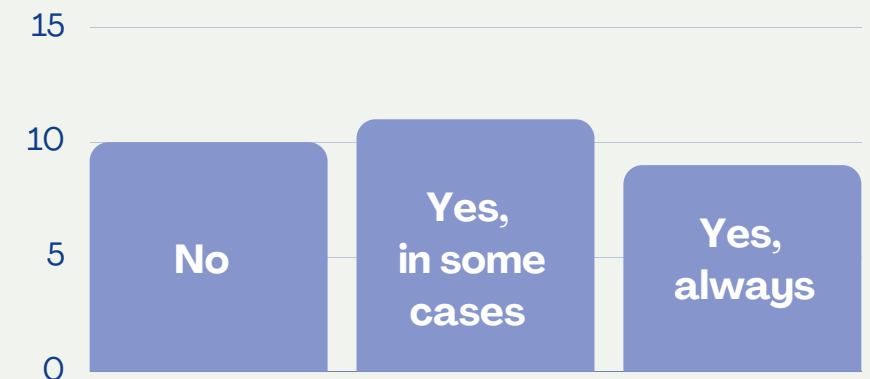 15
10
5
0
No
Yes,
in some
cases
Yes,
always